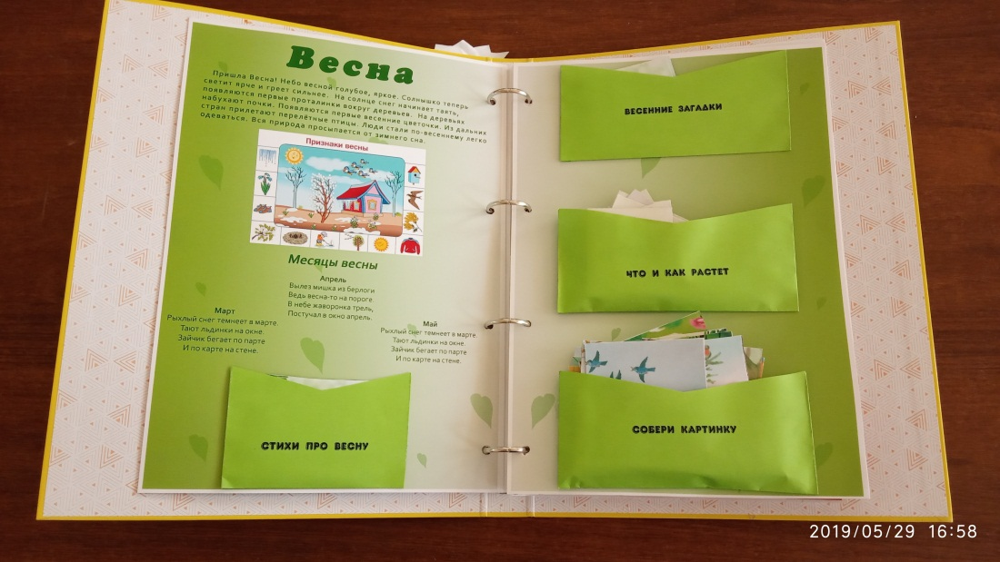 Весна
Пришла Весна! Небо весной голубое, яркое. Солнышко теперь
светит ярче и греет сильнее. На солнце снег начинает таять,
появляются первые проталинки вокруг деревьев. На деревьях
набухают почки. Появляются первые весенние цветочки. Из дальних
стран прилетают перелётные птицы. Люди стали по-весеннему легко
одеваться. Вся природа просыпается от зимнего сна.
Признаки весны
Месяцы весны
Апрель
Вылез мишка из берлоги
Ведь весна-то на пороге.
В небе жаворонка трель,
Постучал в окно апрель.
Март
Рыхлый снег темнеет в марте.
Тают льдинки на окне.
Зайчик бегает по парте
И по карте на стене.
Май
Рыхлый снег темнеет в марте.
Тают льдинки на окне.
Зайчик бегает по парте
И по карте на стене.
СТИХИ ПРО ВЕСНУ
ВЕСЕННИЕ ЗАГАДКИ
ЧТО И КАК РАСТЕТ
СОБЕРИ КАРТИНКУ
2019/05/29 16:58